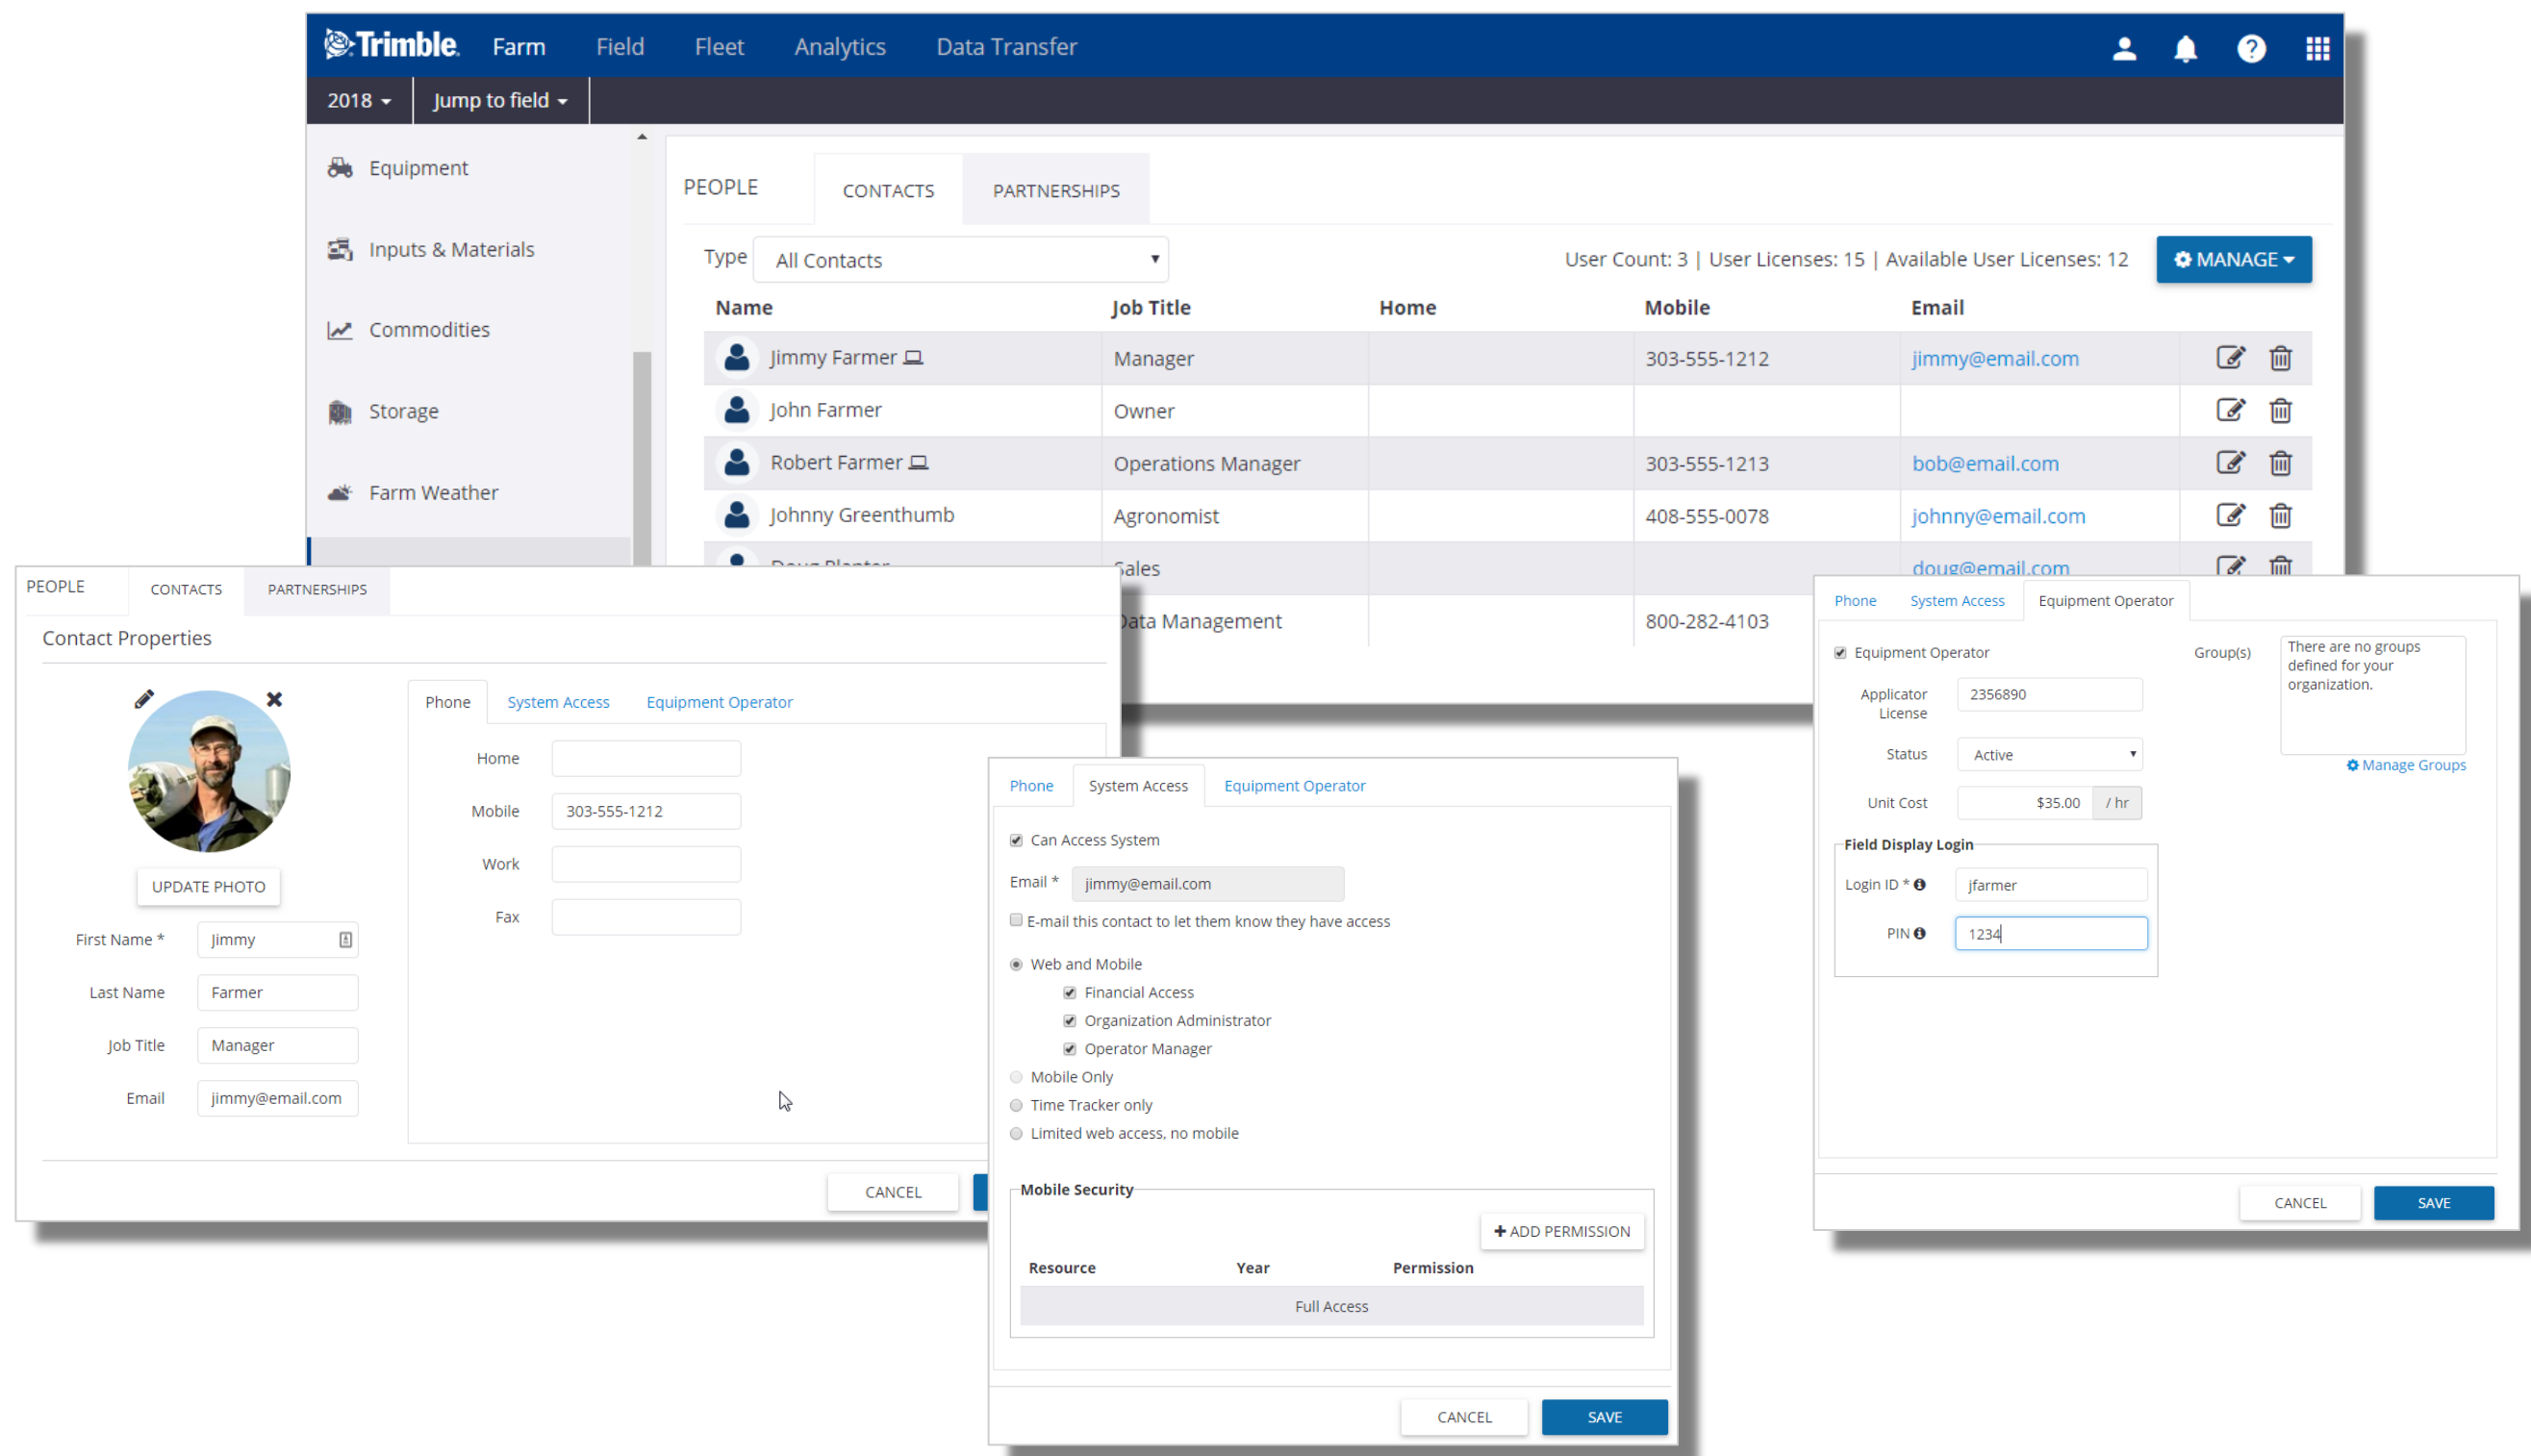 Trimble. Farm Field Fleet Analytics Data Transfer
2018 Jump to field
Equipment
Inputs & Materials
Commodities
Storage
Farm Weather
PEOPLE CONTACTS PARTNERSHIPS
Type All Contacts User Count: 3 | User Licenses: 15 | Available User Licenses: 12 MANAGE
Name Job Title Home Mobile Email
Jimmy Farmer Manager 303-555-1212 jimmy@email.com
John Farmer Owner
Robert Farmer Operations Manager 303-555-1213 bob@email.com
Johnny Greenthumb Agronomist 408-555-0078 johnny@email.com
Doug Planter Sales doug@email.com
Data Management 800-282-4103
PEOPLE CONTACTS PARTNERSHIPS
Contact Properties
UPDATE PHOTO
First Name * Jimmy
Last Name Farmer
Job Title Manager
Email jimmy@email.com
Phone System Access Equipment Operator
Home
Mobile 303-555-1212
Work
Fax
CANCEL
Phone System Access Equipment Operator
Can Access System
Email * jimmy@email.com
E-mail this contact to let them know they have access
Web and Mobile
Financial Access
Organization Administrator
Operator Manager
Mobile Only
Time Tracker only
Limited web access, no mobile
Mobile Security
ADD PERMISSION
Resource Year Permission
Full Access
CANCEL SAVE
Phone System Access Equipment Operator
Equipment Operator
Applicator
License
2356890
Status Active
Unit Cost $35.00 / hr
Field Display Login
Login ID * jfarmer
PIN 1234
Group(s)
There are no groups
defined for your
organization.
Manage Groups
CANCEL SAVE